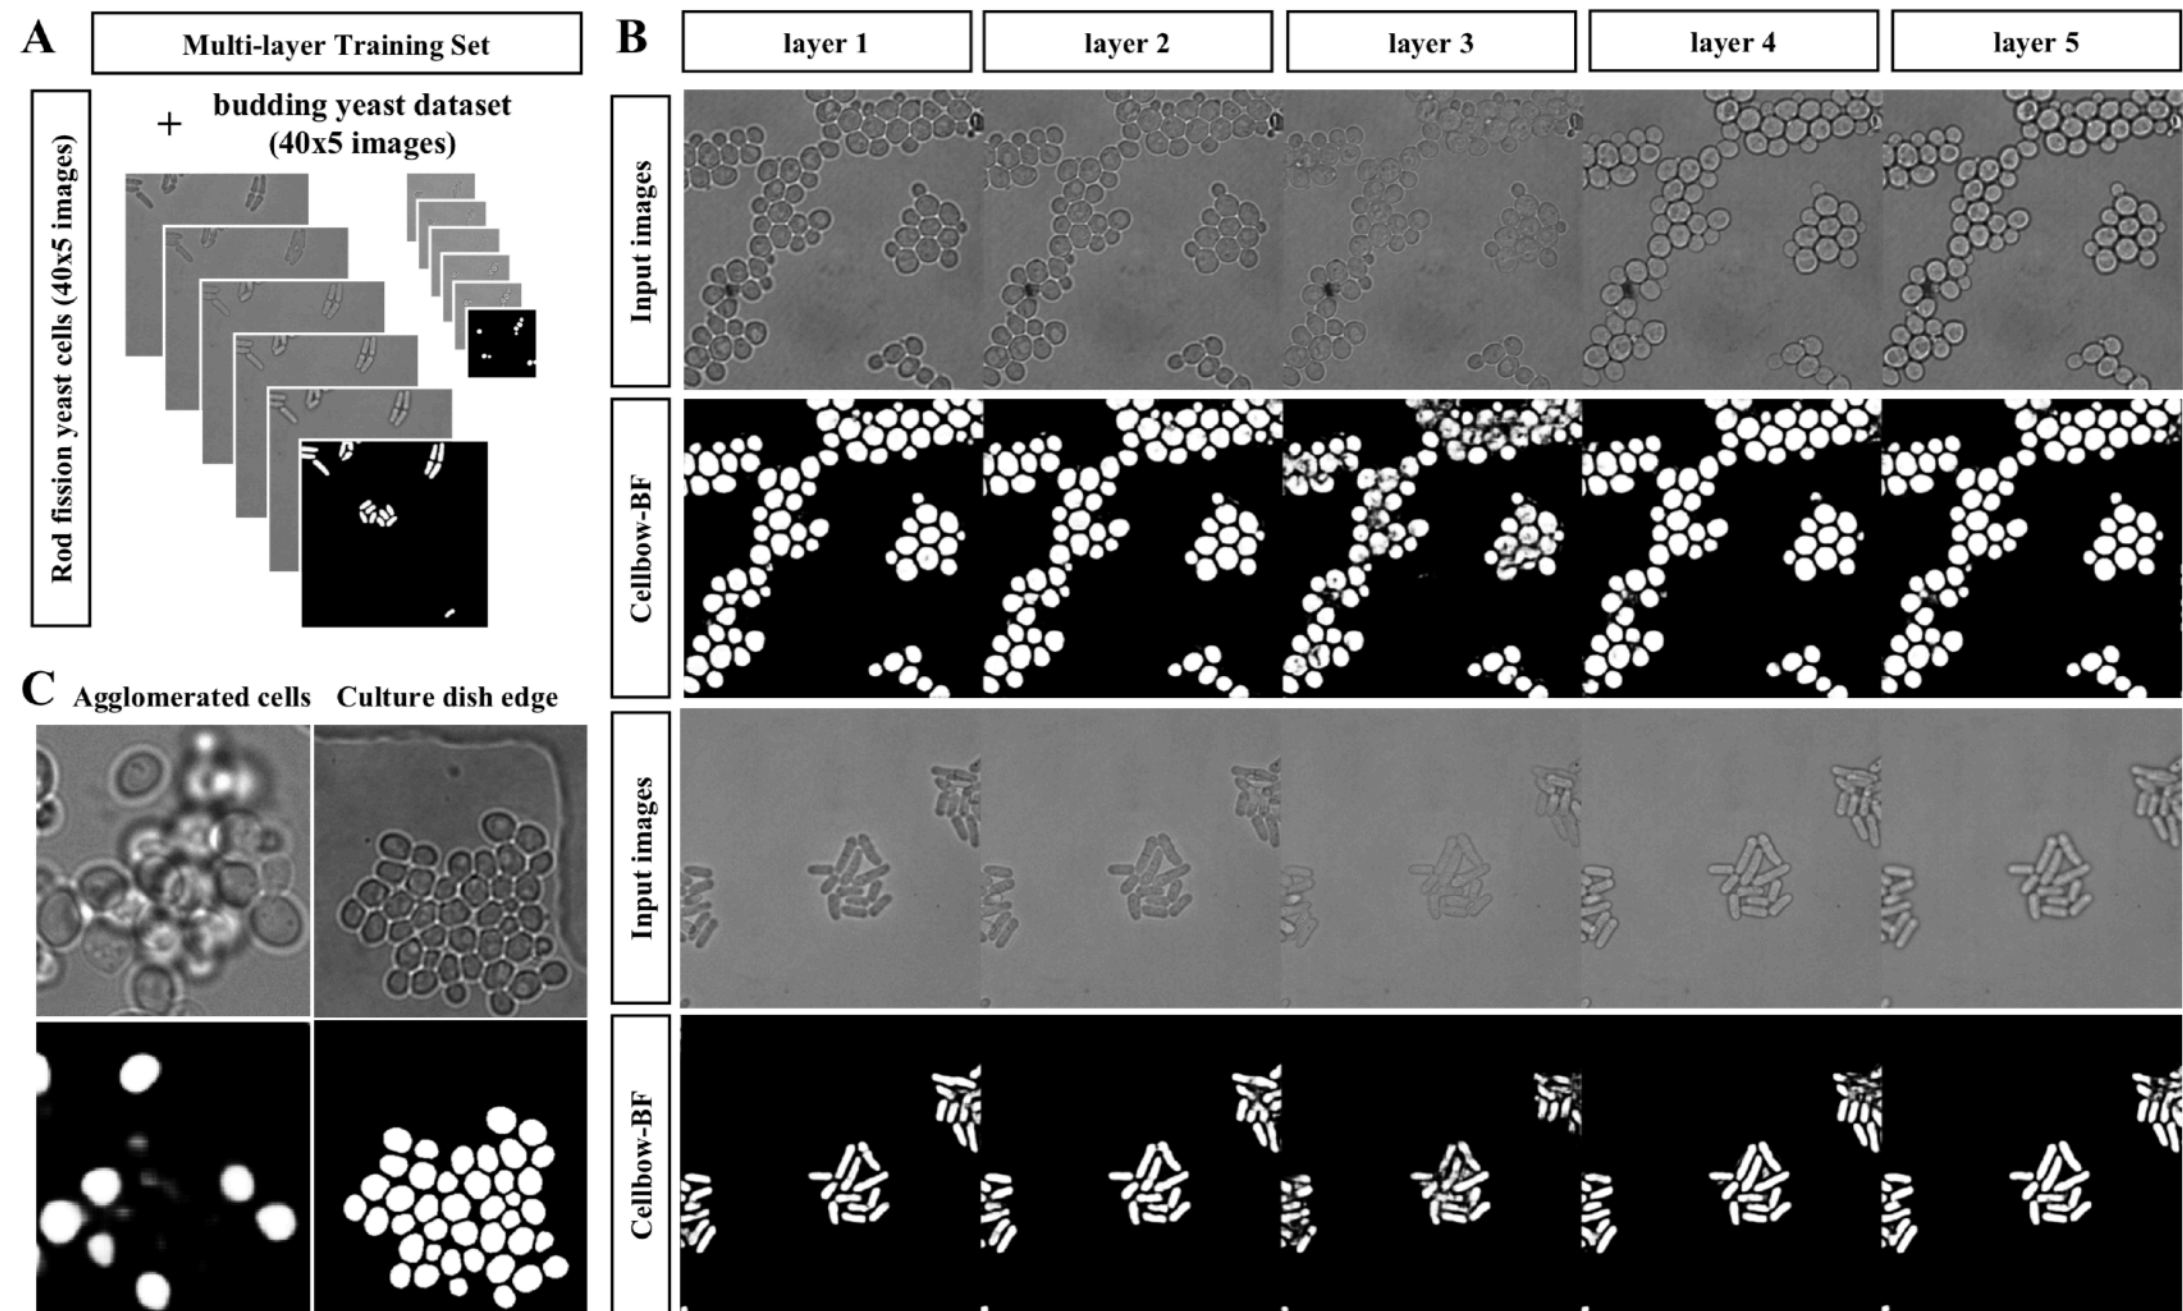 A
Multi-layer Training Set
Rod fission yeast cells (40x5 images)
+
budding yeast dataset
(40x5 images)
B
layer 1
layer 2
layer 3
layer 4
layer 5
Input images
Cellbow-BF
Input images
Cellbow-BF
C
Agglomerated cells
Culture dish edge